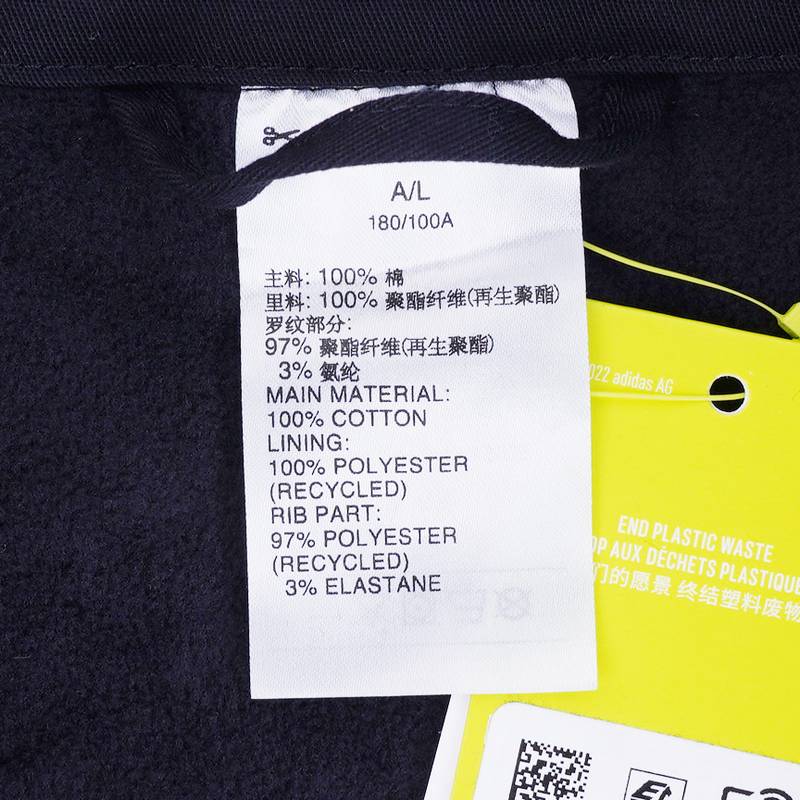 A/L
180/100A
主料: 100% 棉
里料: 100% 聚酯纤维(再生聚酯)
罗纹部分:
97% 聚酯纤维(再生聚酯)
3% 氨纶
MAIN MATERIAL:
100% COTTON
LINING:
100% POLYESTER
(RECYCLED)
RIB PART:
97% POLYESTER
(RECYCLED)
3% ELASTANE
adidas AG
END PLASTIC WASTE
AUX DÉCHETS PLASTIQUE
们的愿景 终结塑料废物